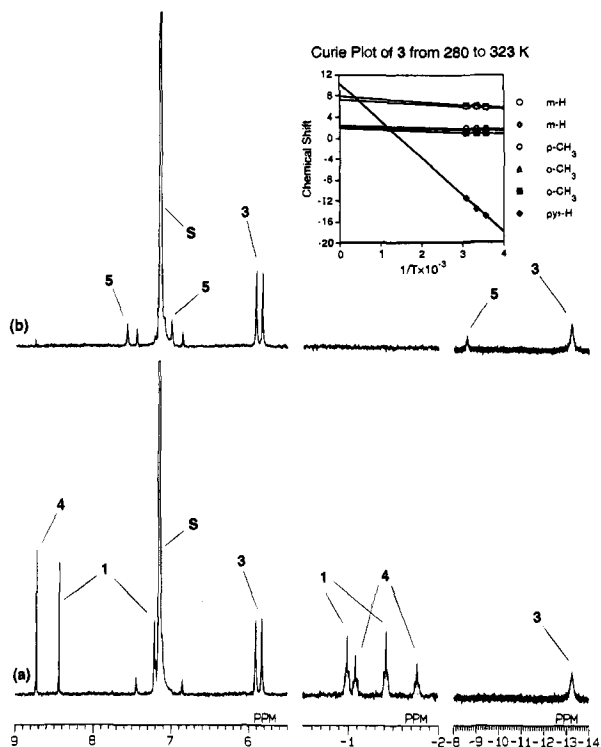 Curie Plot of 3 from 280 to 323 K
12
8
4
0
-4
-8
-12
-16
-20
Chemical Shift
0 1 2 3 4
1/T×10⁻³
m-H
m-H
p-CH₃
o-CH₃
o-CH₃
pyr-H
S
3
5
5
5
3
(b)
4
S
1
3
1
4
3
(a)
PPM
PPM
PPM
9 8 7 6
-1 -2
-8 -9 -10 -11 -12 -13 -14